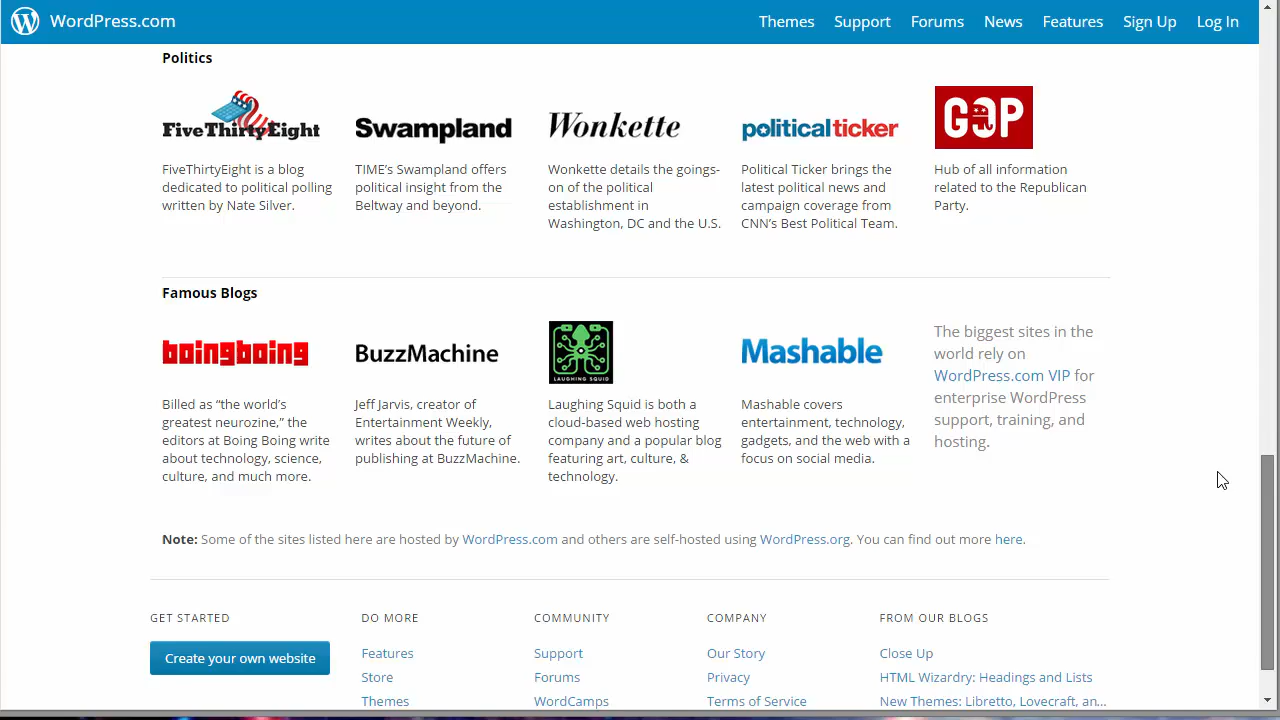 WordPress.com Themes Support Forums News Features Sign Up Log In
Politics
FiveThirtyEight
FiveThirtyEight is a blog
dedicated to political polling
written by Nate Silver.
Swampland
TIME’s Swampland offers
political insight from the
Beltway and beyond.
Wonkette
Wonkette details the goings-
on of the political
establishment in
Washington, DC and the U.S.
politicalticker
Political Ticker brings the
latest political news and
campaign coverage from
CNN’s Best Political Team.
GOP
Hub of all information
related to the Republican
Party.
Famous Blogs
boingboing
Billed as “the world’s
greatest neurozine,” the
editors at Boing Boing write
about technology, science,
culture, and much more.
BuzzMachine
Jeff Jarvis, creator of
Entertainment Weekly,
writes about the future of
publishing at BuzzMachine.
LAUGHING SQUID
Laughing Squid is both a
cloud-based web hosting
company and a popular blog
featuring art, culture, &
technology.
Mashable
Mashable covers
entertainment, technology,
gadgets, and the web with a
focus on social media.
The biggest sites in the
world rely on
WordPress.com VIP for
enterprise WordPress
support, training, and
hosting.
Note: Some of the sites listed here are hosted by WordPress.com and others are self-hosted using WordPress.org. You can find out more here.
GET STARTED
Create your own website
DO MORE
Features
Store
Themes
COMMUNITY
Support
Forums
WordCamps
COMPANY
Our Story
Privacy
Terms of Service
FROM OUR BLOGS
Close Up
HTML Wizardry: Headings and Lists
New Themes: Libretto, Lovecraft, an...